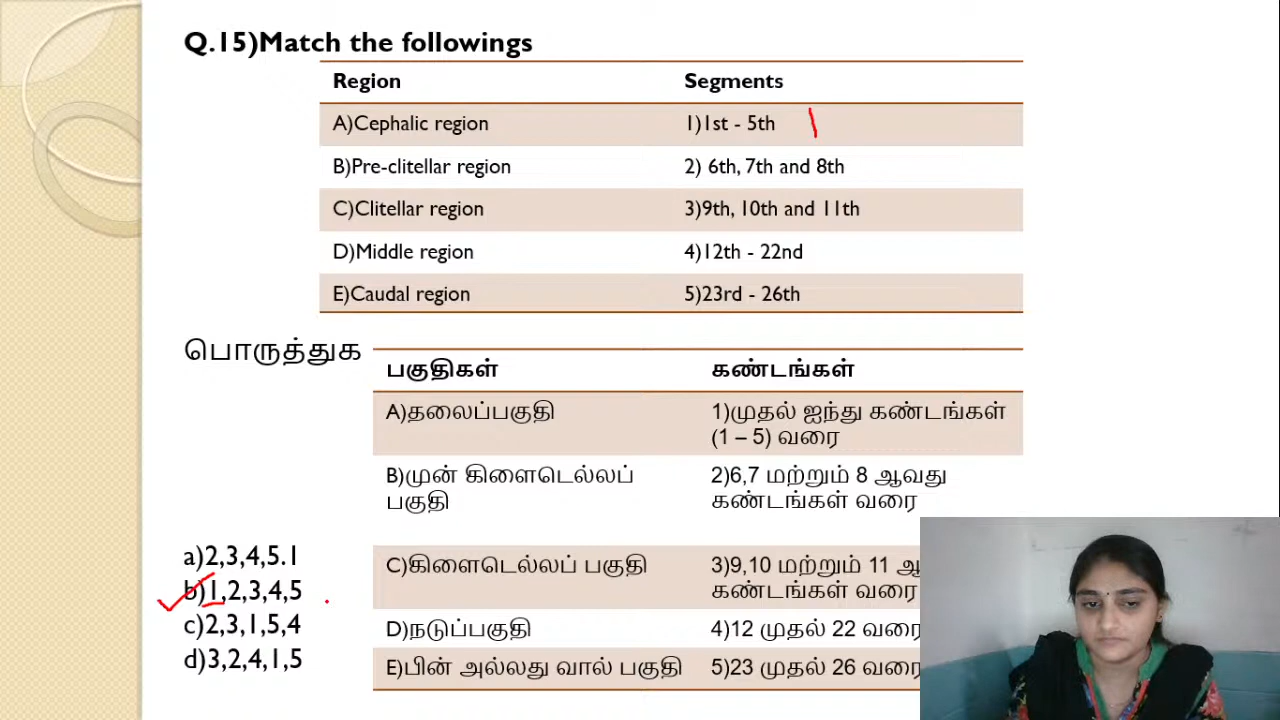 Q.15)Match the followings
Region Segments
A)Cephalic region 1)1st - 5th
B)Pre-clitellar region 2) 6th, 7th and 8th
C)Clitellar region 3)9th, 10th and 11th
D)Middle region 4)12th - 22nd
E)Caudal region 5)23rd - 26th
பொருத்துக
பகுதிகள் கண்டங்கள்
A)தலைப்பகுதி 1)முதல் ஐந்து கண்டங்கள்
(1 – 5) வரை
B)முன் கிளைடெல்லப் 2)6,7 மற்றும் 8 ஆவது
பகுதி கண்டங்கள் வரை
C)கிளைடெல்லப் பகுதி 3)9,10 மற்றும் 11 ஆ
கண்டங்கள் வரை
D)நடுப்பகுதி 4)12 முதல் 22 வரை
E)பின் அல்லது வால் பகுதி 5)23 முதல் 26 வரை
a)2,3,4,5.1
b)1,2,3,4,5
c)2,3,1,5,4
d)3,2,4,1,5